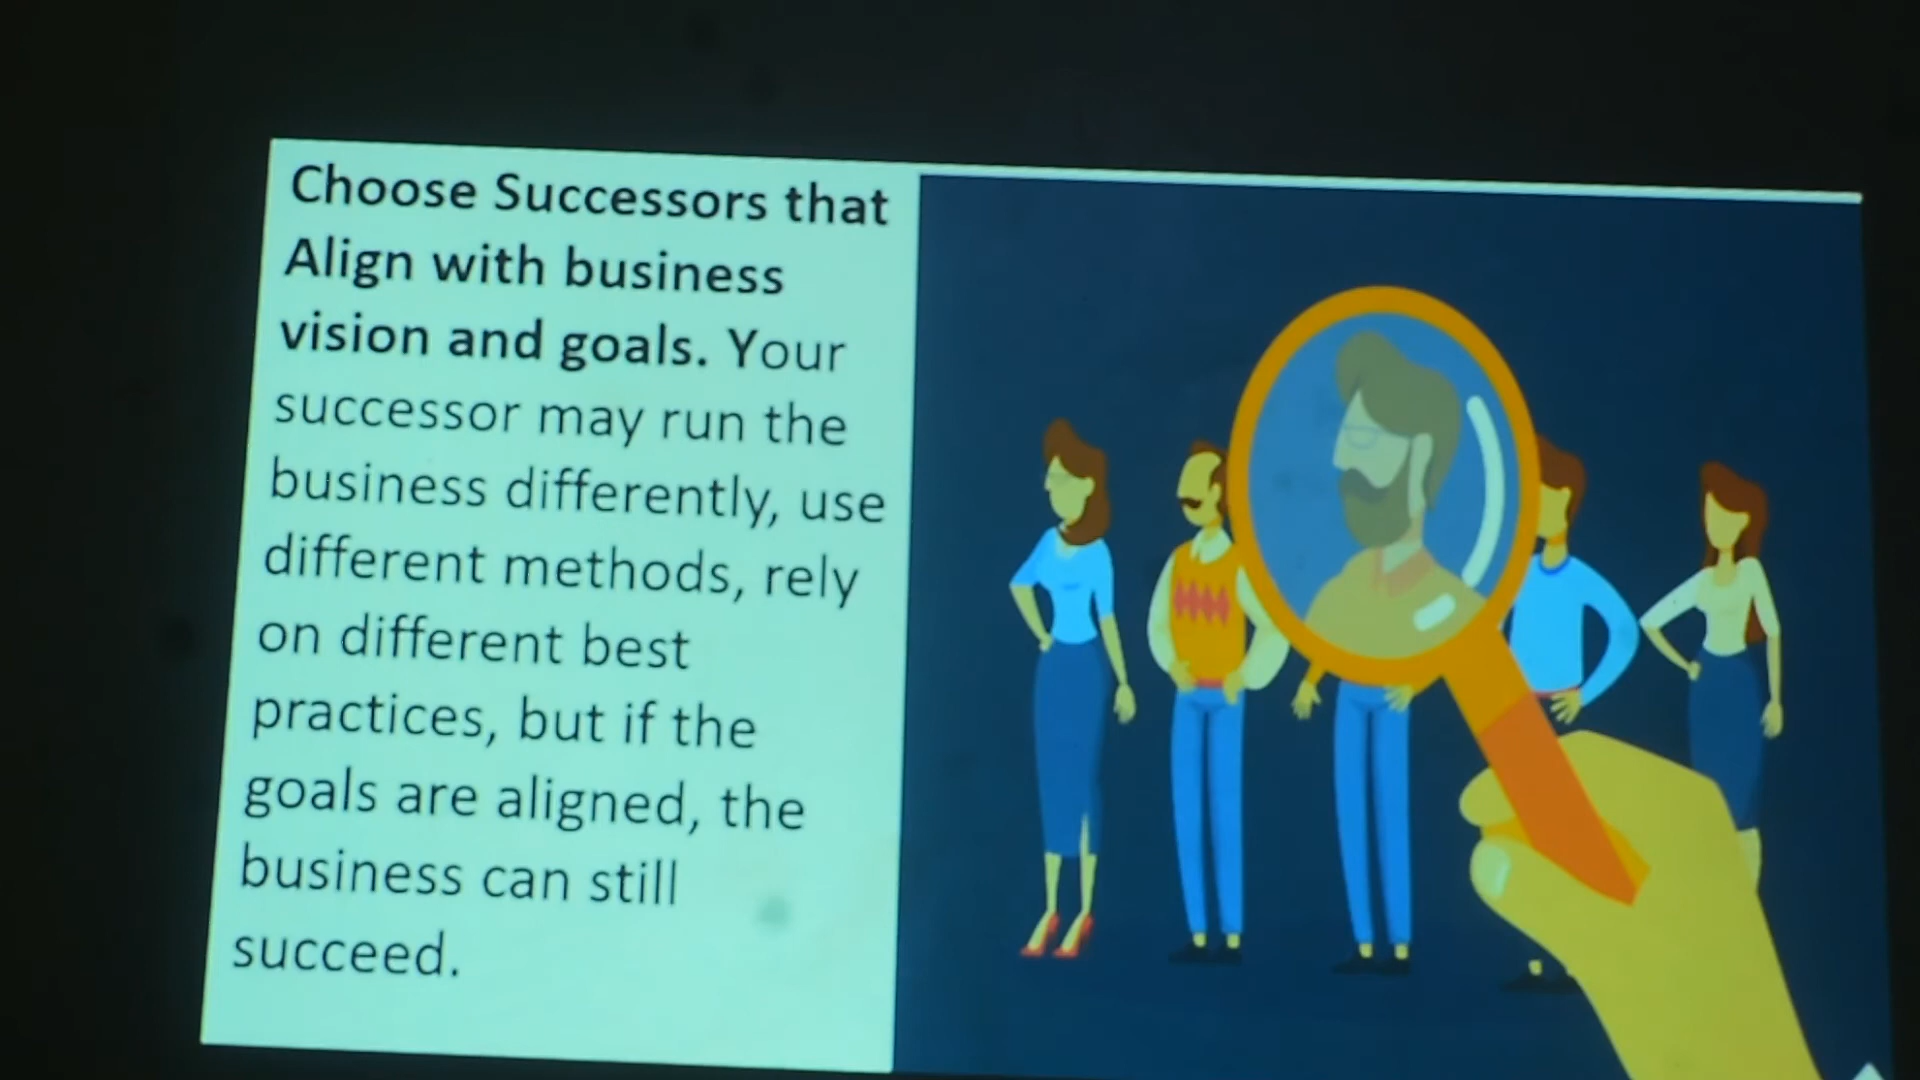 Choose Successors that
Align with business
vision and goals. Your
successor may run the
business differently, use
different methods, rely
on different best
practices, but if the
goals are aligned, the
business can still
succeed.